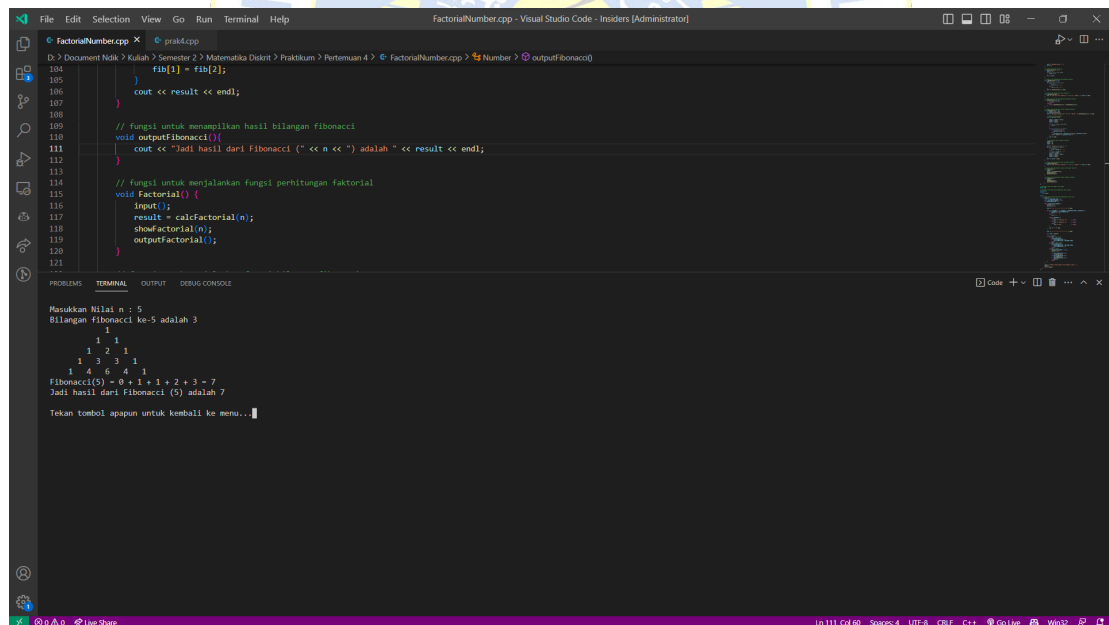 File Edit Selection View Go Run Terminal Help FactorialNumber.cpp - Visual Studio Code - Insiders [Administrator]
FactorialNumber.cpp prak4.cpp
D: > Document Ndik > Kuliah > Semester 2 > Matematika Diskrit > Praktikum > Pertemuan 4 > FactorialNumber.cpp > Number > outputFibonacci()
104 fib[1] = fib[2];
105 }
106 cout << result << endl;
107 }
108
109 // fungsi untuk menampilkan hasil bilangan fibonacci
110 void outputFibonacci(){
111 cout << "Jadi hasil dari Fibonacci (" << n << ") adalah " << result << endl;
112 }
113
114 // fungsi untuk menjalankan fungsi perhitungan faktorial
115 void Factorial() {
116 input();
117 result = calcFactorial(n);
118 showFactorial(n);
119 outputFactorial();
120 }
121
PROBLEMS TERMINAL OUTPUT DEBUG CONSOLE Code
Masukkan Nilai n : 5
Bilangan fibonacci ke-5 adalah 3
1
1 1
1 2 1
1 3 3 1
1 4 6 4 1
Fibonacci(5) = 0 + 1 + 1 + 2 + 3 = 7
Jadi hasil dari Fibonacci (5) adalah 7
Tekan tombol apapun untuk kembali ke menu...
0 0 Live Share Ln 111, Col 60 Spaces: 4 UTF-8 CRLF C++ Go Live Win32